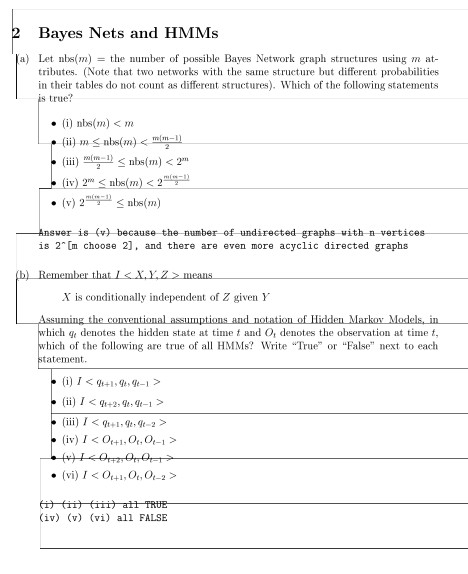 2 Bayes Nets and HMMs
(a) Let nbs(m) = the number of possible Bayes Network graph structures using m at-
tributes. (Note that two networks with the same structure but different probabilities
in their tables do not count as different structures). Which of the following statements
is true?
• (i) nbs(m) < m
• (ii) m ≤ nbs(m) < m(m−1)/2
• (iii) m(m−1)/2 ≤ nbs(m) < 2^m
• (iv) 2^m ≤ nbs(m) < 2^(m(m−1)/2)
• (v) 2^(m(m−1)/2) ≤ nbs(m)
Answer is (v) because the number of undirected graphs with n vertices
is 2^[m choose 2], and there are even more acyclic directed graphs
(b) Remember that I < X, Y, Z > means
X is conditionally independent of Z given Y
Assuming the conventional assumptions and notation of Hidden Markov Models, in
which q_t denotes the hidden state at time t and O_t denotes the observation at time t,
which of the following are true of all HMMs? Write “True” or “False” next to each
statement.
• (i) I < q_{t+1}, q_t, q_{t−1} >
• (ii) I < q_{t+2}, q_t, q_{t−1} >
• (iii) I < q_{t+1}, q_t, q_{t−2} >
• (iv) I < O_{t+1}, O_t, O_{t−1} >
• (v) I < O_{t+2}, O_t, O_{t−1} >
• (vi) I < O_{t+1}, O_t, O_{t−2} >
(i) (ii) (iii) all TRUE
(iv) (v) (vi) all FALSE